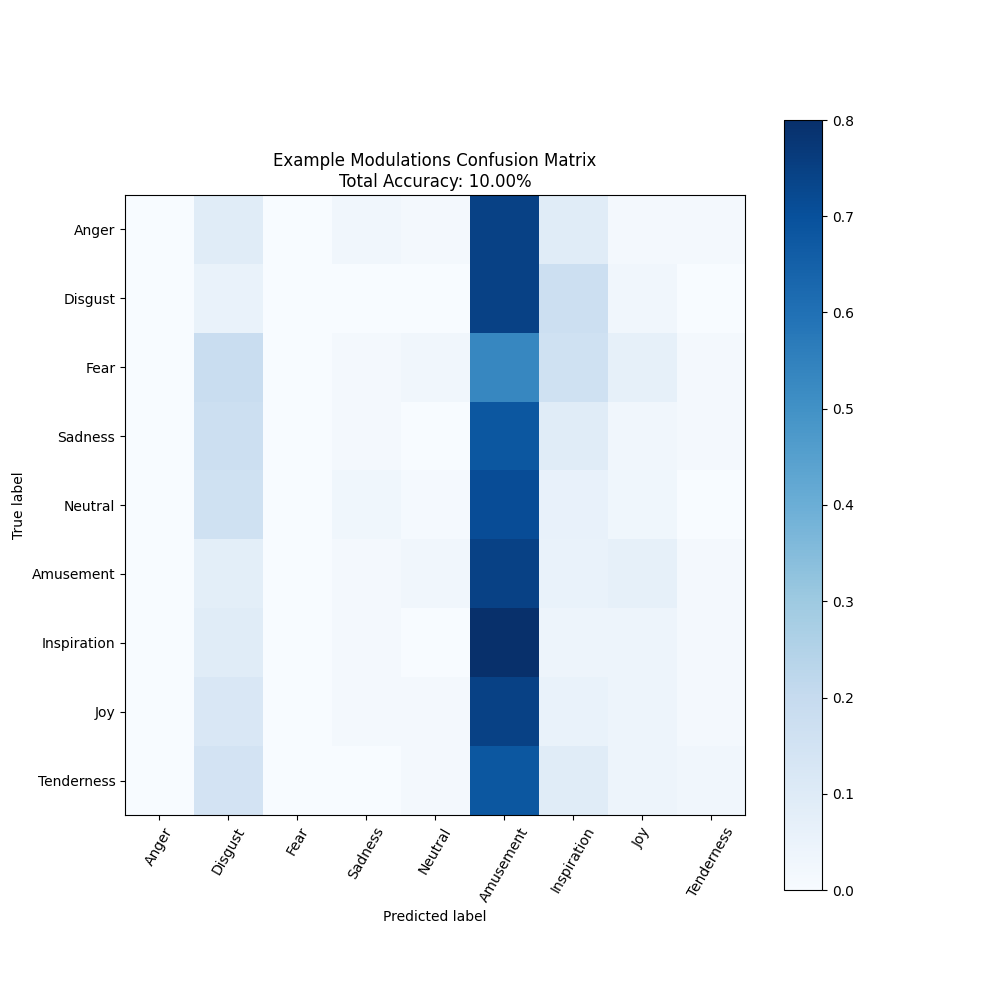 Example Modulations Confusion Matrix
Total Accuracy: 10.00%
True label
Anger
Disgust
Fear
Sadness
Neutral
Amusement
Inspiration
Joy
Tenderness
Anger
Disgust
Fear
Sadness
Neutral
Amusement
Inspiration
Joy
Tenderness
Predicted label
0.8
0.7
0.6
0.5
0.4
0.3
0.2
0.1
0.0